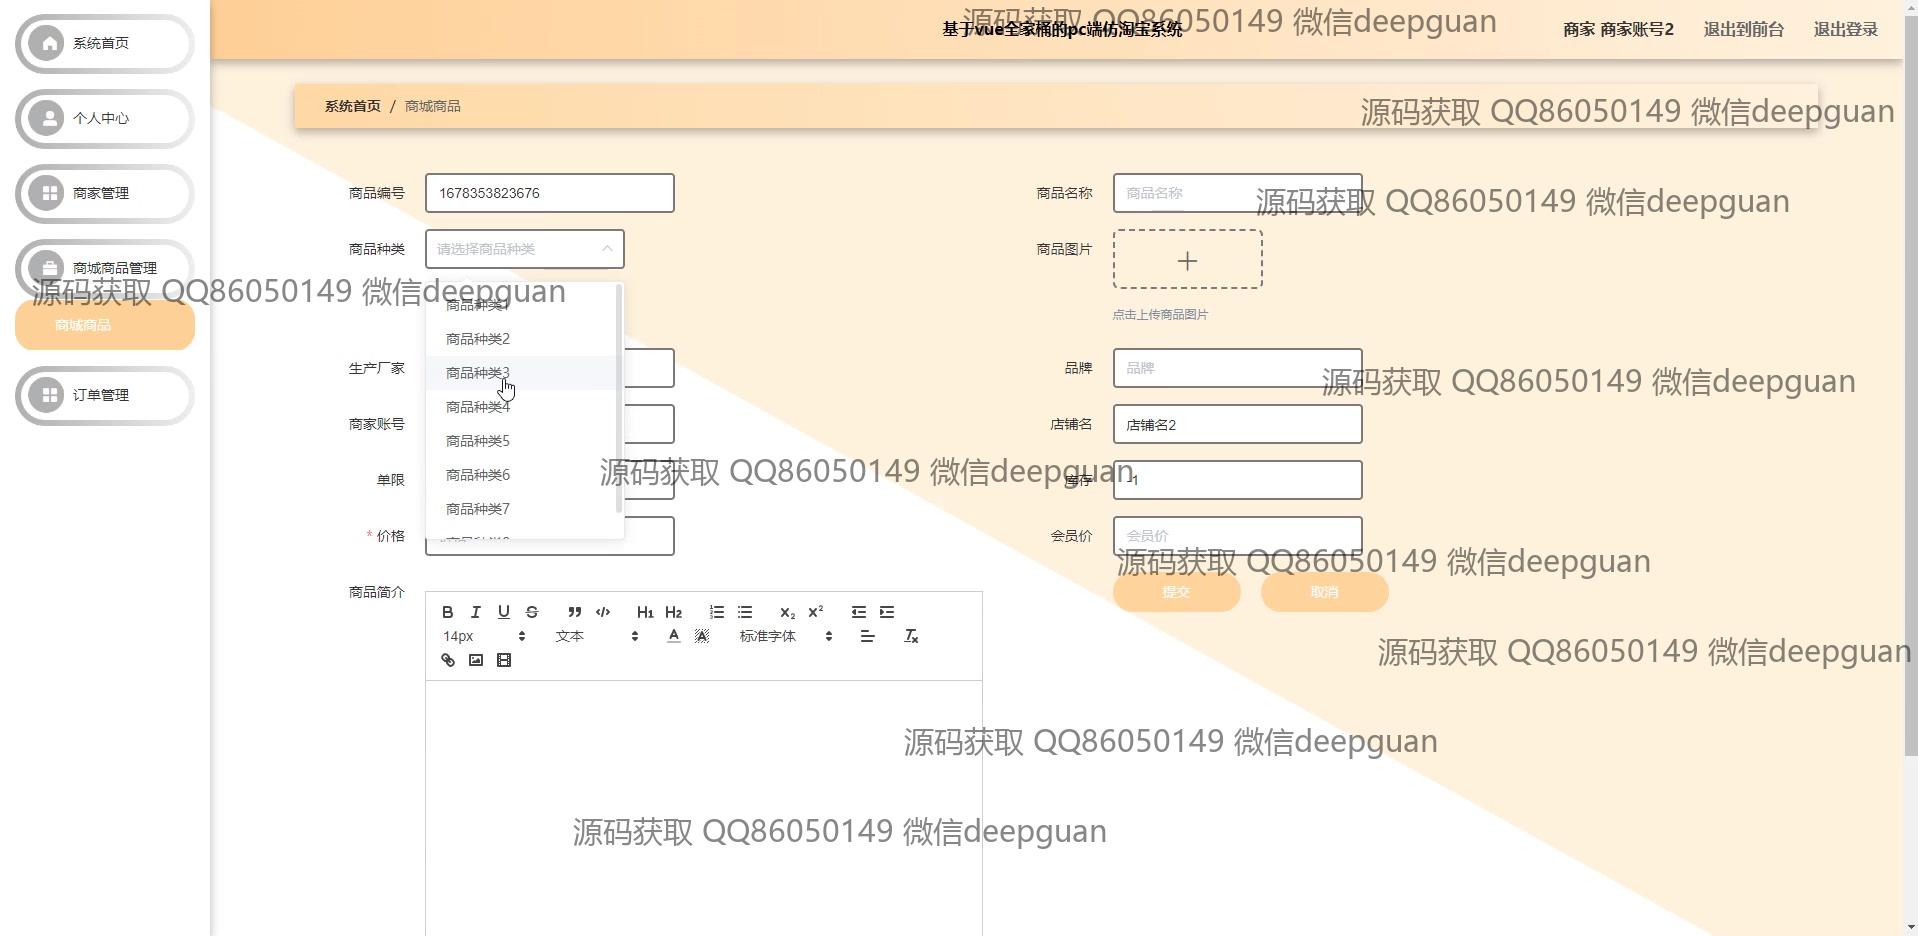 系统首页
个人中心
商家管理
商城商品管理
商城商品
订单管理
基于vue全家桶的pc端仿淘宝系统
商家 商家账号2
退出到前台
退出登录
源码获取 QQ86050149 微信deepguan
系统首页 / 商城商品
源码获取 QQ86050149 微信deepguan
商品编号 1678353823676
商品名称 商品名称
源码获取 QQ86050149 微信deepguan
商品种类 请选择商品种类
商品图片
点击上传商品图片
源码获取 QQ86050149 微信deepguan
商品种类1
商品种类2
商品种类3
商品种类4
商品种类5
商品种类6
商品种类7
生产厂家
品牌 品牌
源码获取 QQ86050149 微信deepguan
商家账号
店铺名 店铺名2
源码获取 QQ86050149 微信deepguan
单限
库存 -1
* 价格
会员价 会员价
源码获取 QQ86050149 微信deepguan
商品简介
提交 取消
B I U S H1 H2 X2 X2
14px 文本 A A 标准字体 Tx
源码获取 QQ86050149 微信deepguan
源码获取 QQ86050149 微信deepguan
源码获取 QQ86050149 微信deepguan